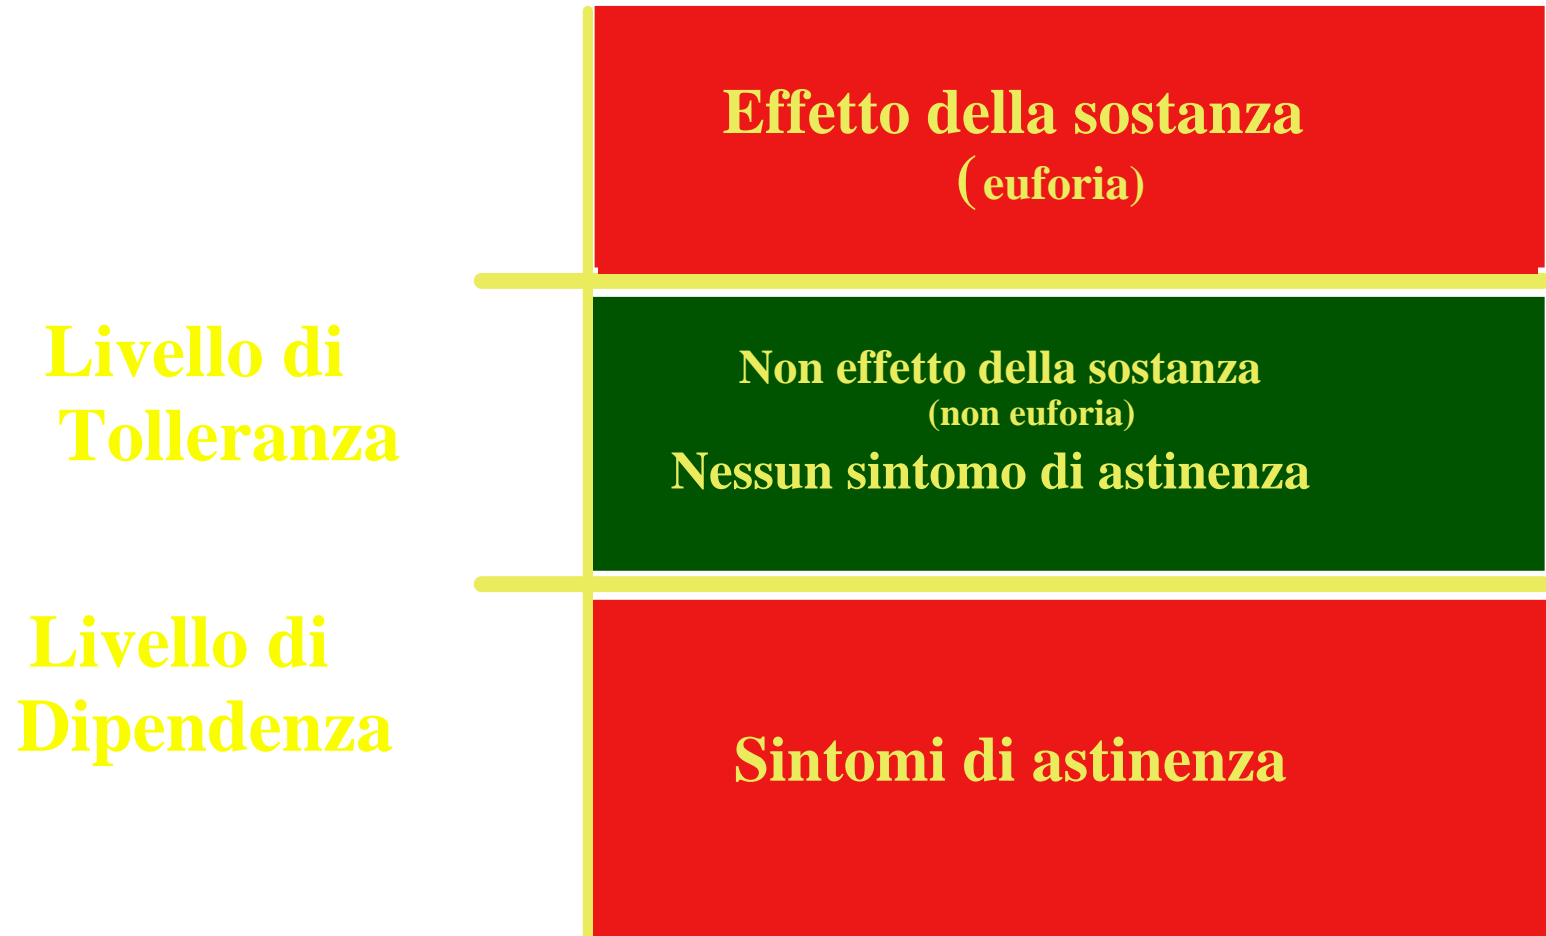 Effetto della sostanza
(euforia)
Livello di
Tolleranza
Non effetto della sostanza
(non euforia)
Nessun sintomo di astinenza
Livello di
Dipendenza
Sintomi di astinenza